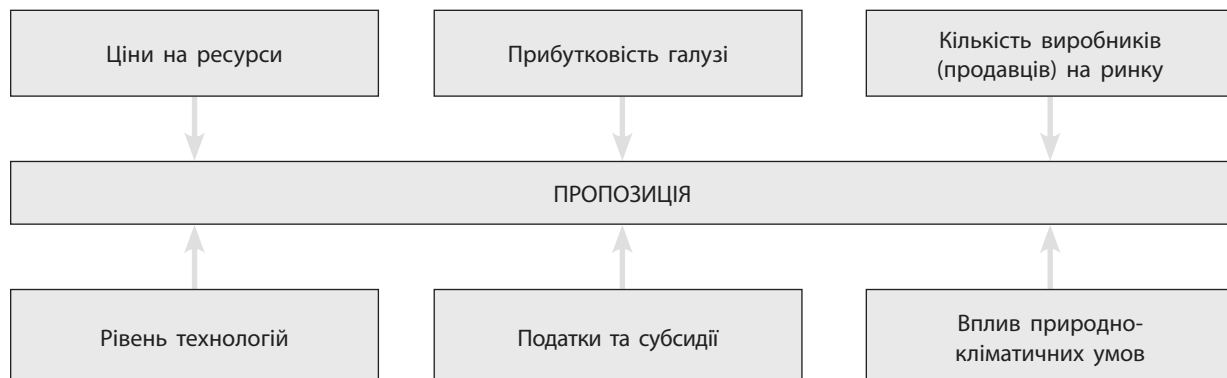 Ціни на ресурси
Прибутковість галузі
Кількість виробників
(продавців) на ринку
ПРОПОЗИЦІЯ
Рівень технологій
Податки та субсидії
Вплив природно-
кліматичних умов